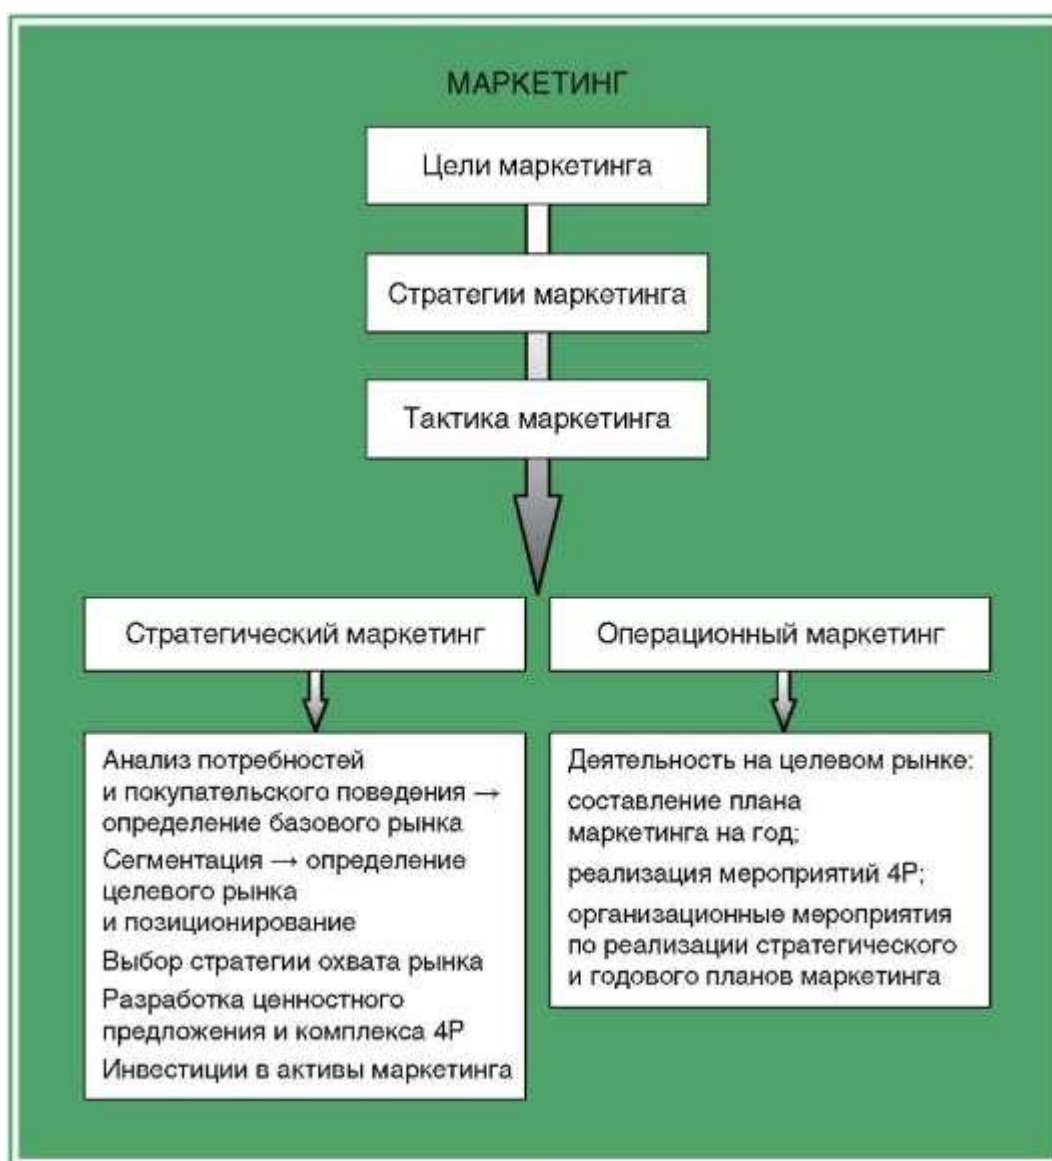 МАРКЕТИНГ
Цели маркетинга
Стратегии маркетинга
Тактика маркетинга
Стратегический маркетинг
Анализ потребностей
и покупательского поведения →
определение базового рынка
Сегментация → определение
целевого рынка
и позиционирование
Выбор стратегии охвата рынка
Разработка ценностного
предложения и комплекса 4P
Инвестиции в активы маркетинга
Операционный маркетинг
Деятельность на целевом рынке:
составление плана
маркетинга на год;
реализация мероприятий 4P;
организационные мероприятия
по реализации стратегического
и годового планов маркетинга